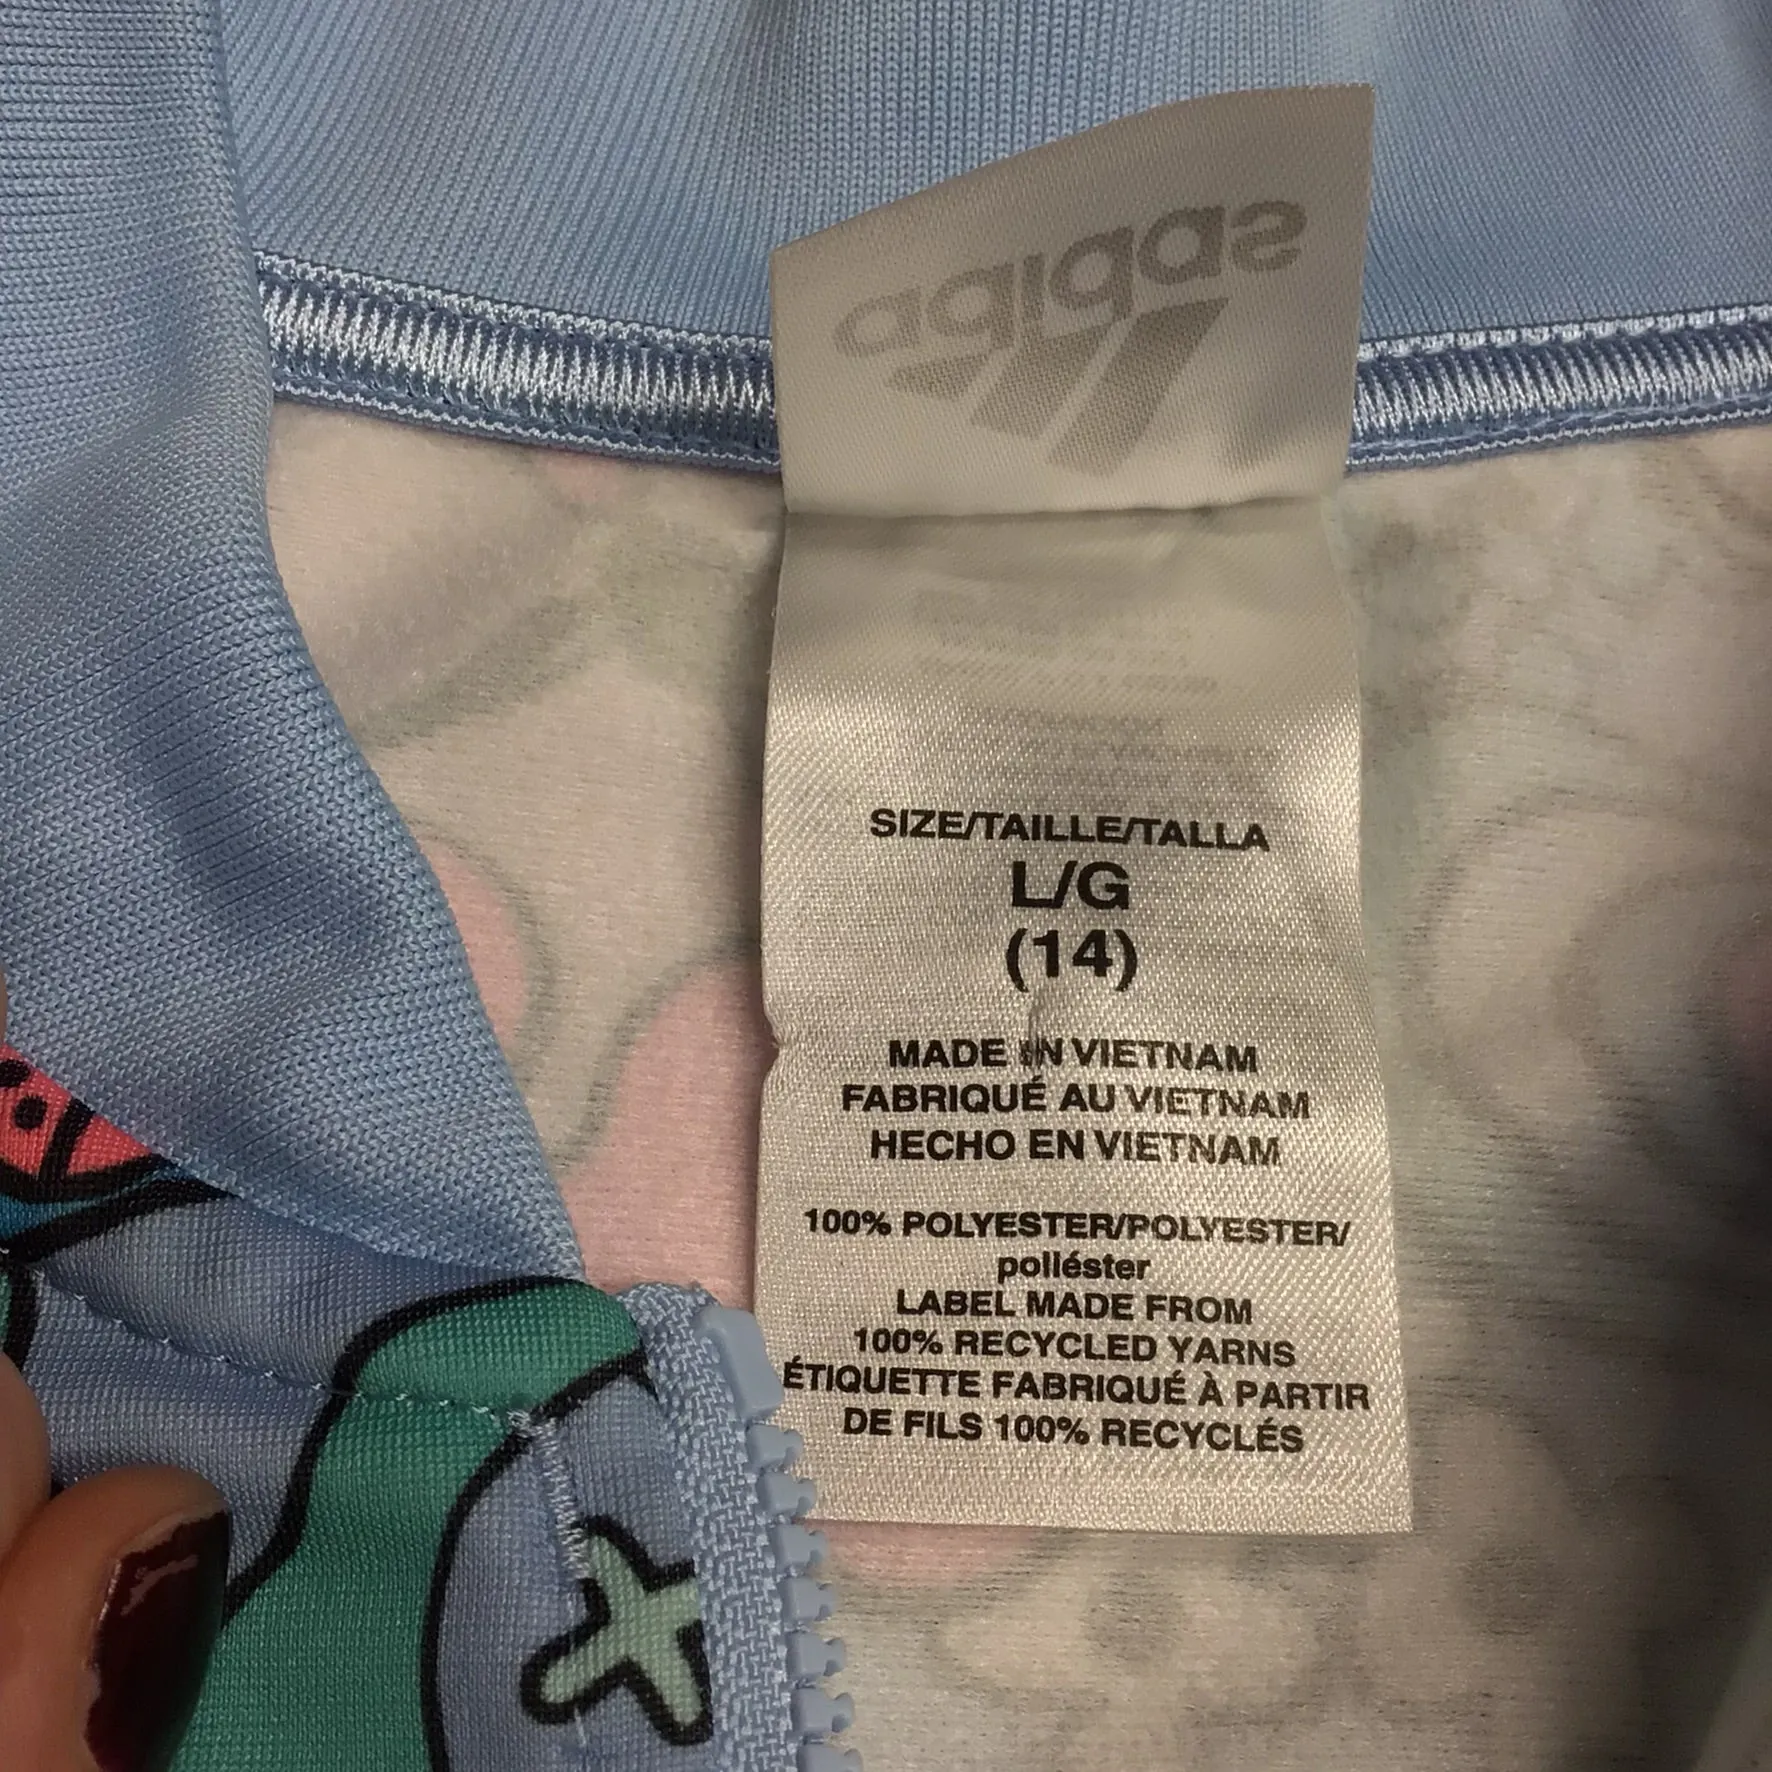 adidas
SIZE/TAILLE/TALLA
L/G
(14)
MADE IN VIETNAM
FABRIQUÉ AU VIETNAM
HECHO EN VIETNAM
100% POLYESTER/POLYESTER/
poliéster
LABEL MADE FROM
100% RECYCLED YARNS
ÉTIQUETTE FABRIQUÉ À PARTIR
DE FILS 100% RECYCLÉS